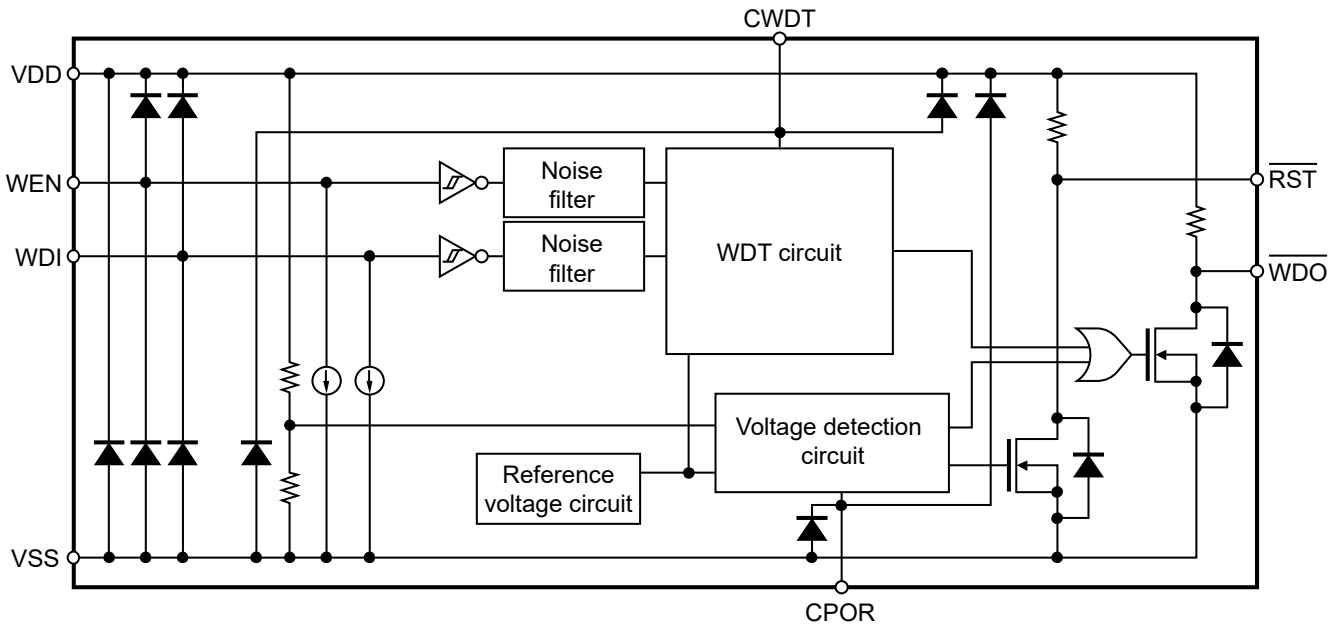 CWDT
VDD
WEN
Noise
filter
RST
WDI
Noise
filter
WDT circuit
WDO
Voltage detection
circuit
Reference
voltage circuit
VSS
CPOR